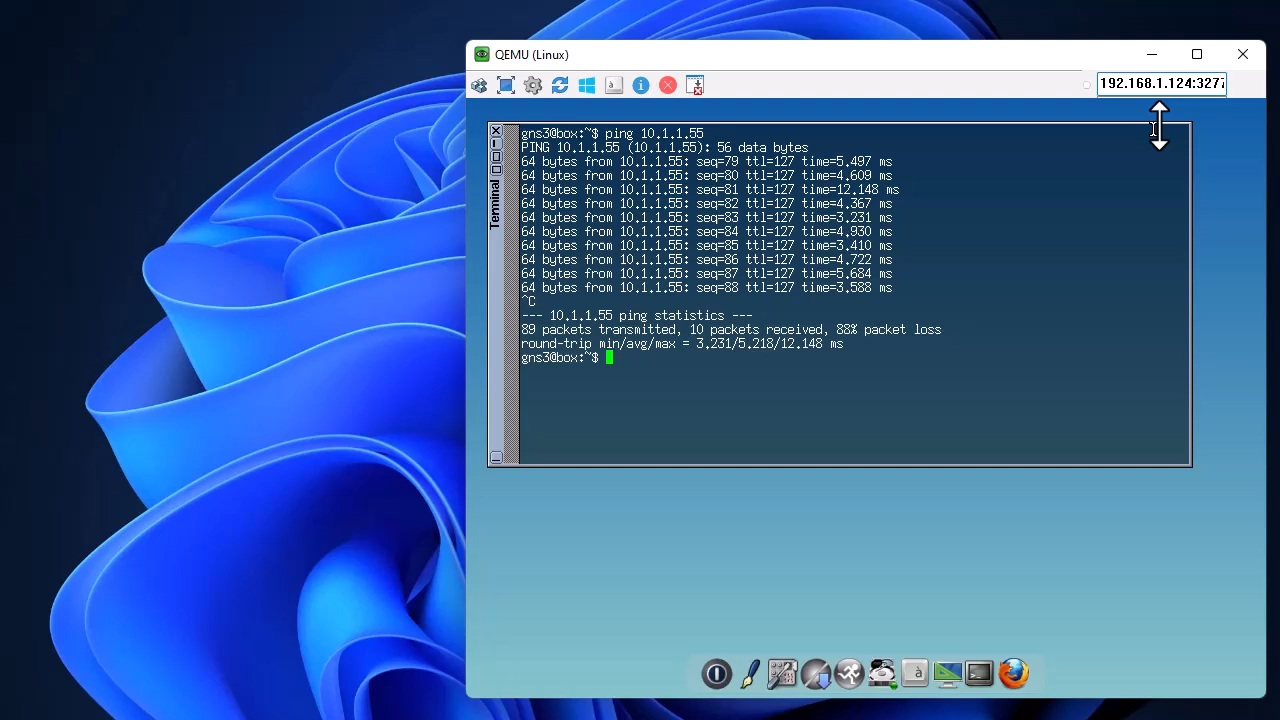 QEMU (Linux)
192.168.1.124:3277
gns3@box:~$ ping 10.1.1.55
PING 10.1.1.55 (10.1.1.55): 56 data bytes
64 bytes from 10.1.1.55: seq=79 ttl=127 time=5.497 ms
64 bytes from 10.1.1.55: seq=80 ttl=127 time=4.609 ms
64 bytes from 10.1.1.55: seq=81 ttl=127 time=12.148 ms
64 bytes from 10.1.1.55: seq=82 ttl=127 time=4.367 ms
64 bytes from 10.1.1.55: seq=83 ttl=127 time=3.231 ms
64 bytes from 10.1.1.55: seq=84 ttl=127 time=4.930 ms
64 bytes from 10.1.1.55: seq=85 ttl=127 time=3.410 ms
64 bytes from 10.1.1.55: seq=86 ttl=127 time=4.722 ms
64 bytes from 10.1.1.55: seq=87 ttl=127 time=5.684 ms
64 bytes from 10.1.1.55: seq=88 ttl=127 time=3.588 ms
^C
--- 10.1.1.55 ping statistics ---
89 packets transmitted, 10 packets received, 88% packet loss
round-trip min/avg/max = 3.231/5.218/12.148 ms
gns3@box:~$
Terminal